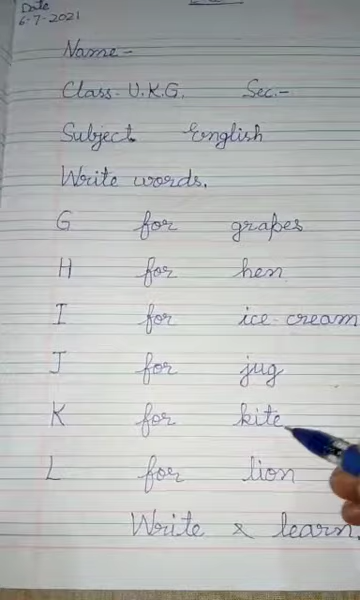 Date
6-7-2021
Name-
Class- U.K.G. Sec.-
Subject English
Write words.
G for grapes
H for hen
I for ice-cream
J for jug
K for kite
L for lion
Write & learn.